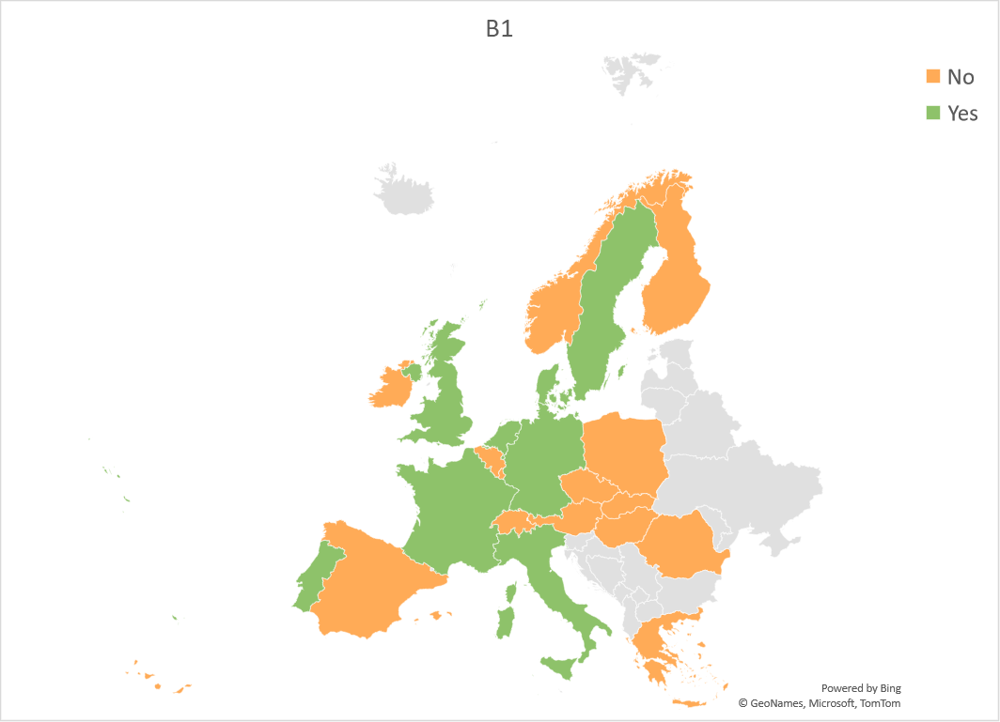 B1
No
Yes
Powered by Bing
© GeoNames, Microsoft, TomTom